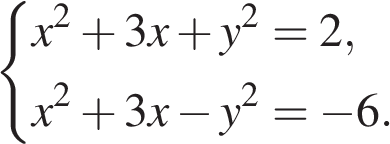 x² + 3x + y² = 2,
x² + 3x − y² = −6.